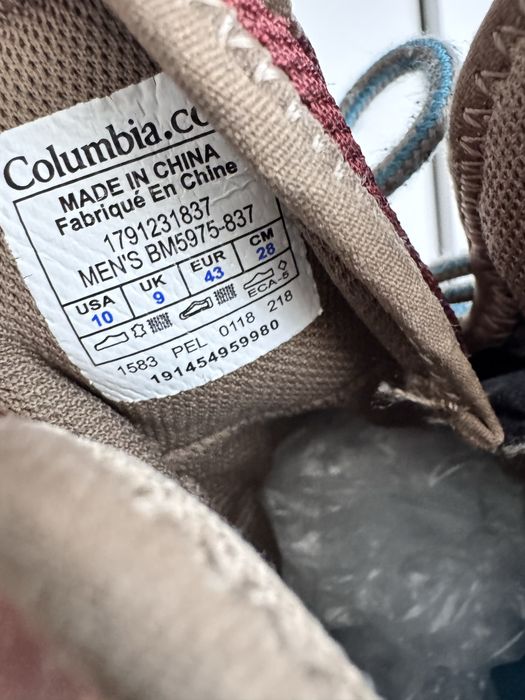 Columbia.co
MADE IN CHINA
Fabriqué En Chine
1791231837
MEN'S BM5975-837
USA UK EUR CM
10 9 43 28
ECA-5
1583 PEL 0118 218
191454959980